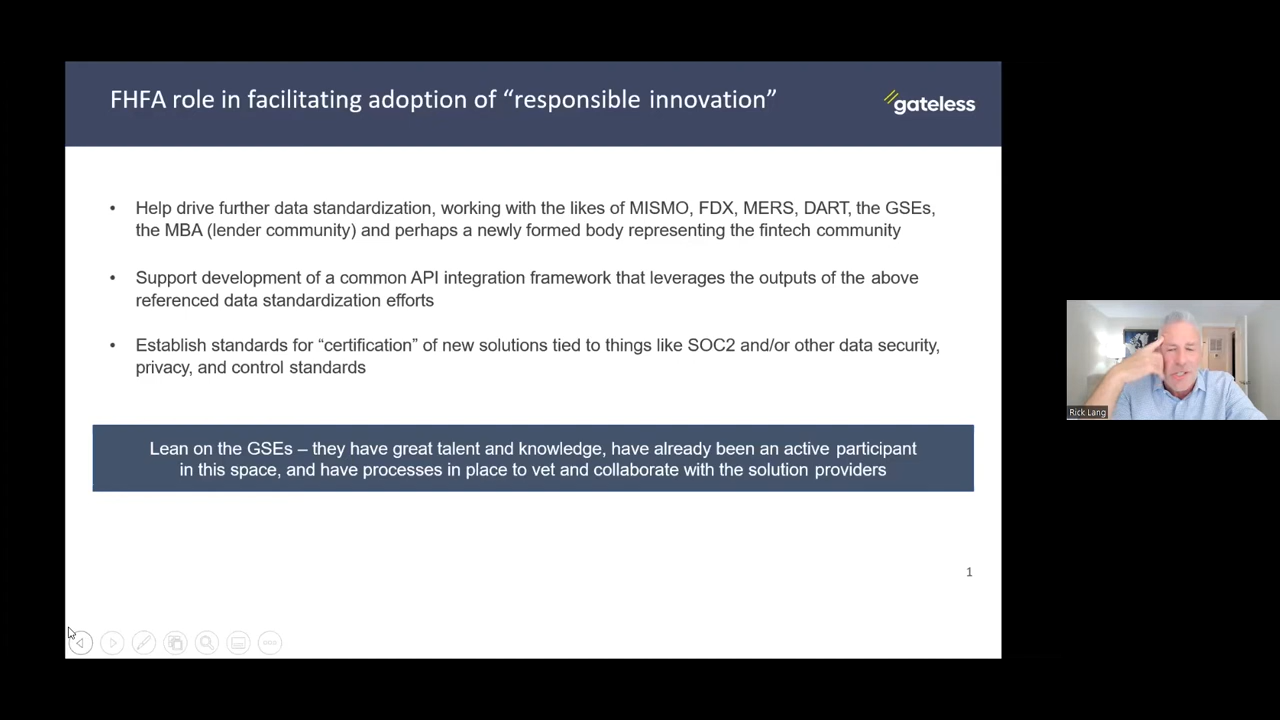 FHFA role in facilitating adoption of “responsible innovation”
gateless
• Help drive further data standardization, working with the likes of MISMO, FDX, MERS, DART, the GSEs,
the MBA (lender community) and perhaps a newly formed body representing the fintech community
• Support development of a common API integration framework that leverages the outputs of the above
referenced data standardization efforts
• Establish standards for “certification” of new solutions tied to things like SOC2 and/or other data security,
privacy, and control standards
Lean on the GSEs – they have great talent and knowledge, have already been an active participant
in this space, and have processes in place to vet and collaborate with the solution providers
1
Rick Lang